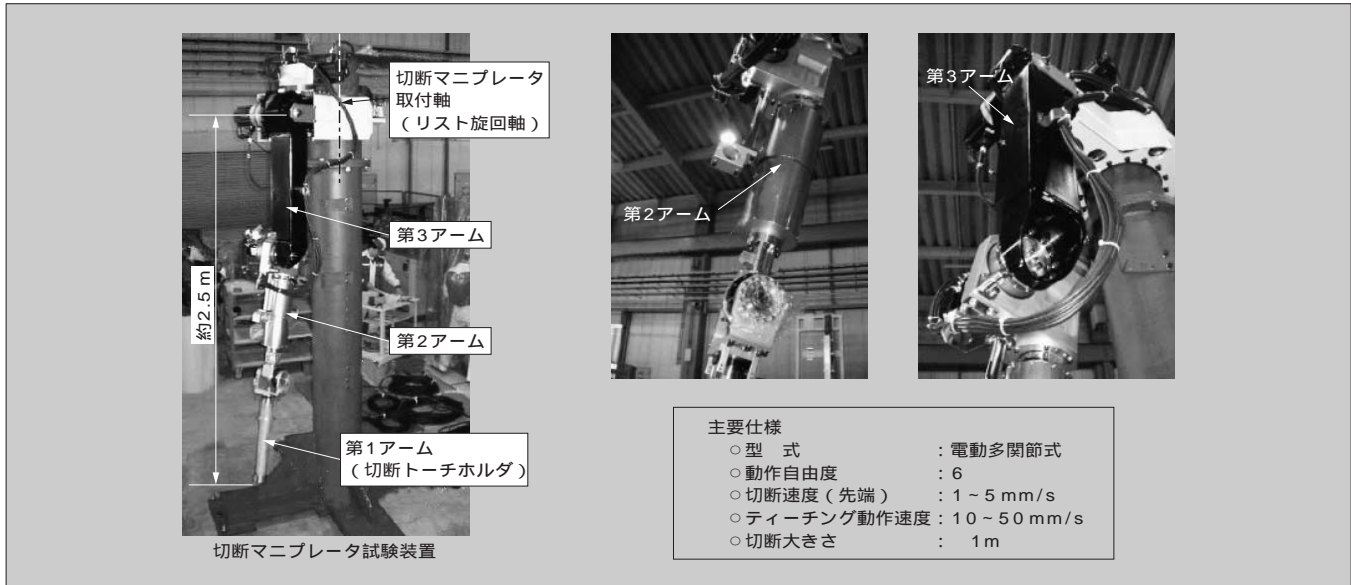 切断マニプレータ
取付軸
(リスト旋回軸)
第3アーム
約2.5m
第2アーム
第1アーム
(切断トーチホルダ)
切断マニプレータ試験装置
第2アーム
第3アーム
主要仕様
○型 式 :電動多関節式
○動作自由度 :6
○切断速度(先端) :1~5mm/s
○ティーチング動作速度:10~50mm/s
○切断大きさ : 1m